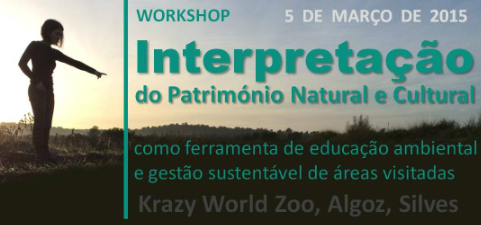 WORKSHOP 5 DE MARÇO DE 2015
Interpretação
do Património Natural e Cultural
como ferramenta de educação ambiental
e gestão sustentável de áreas visitadas
Krazy World Zoo, Algoz, Silves